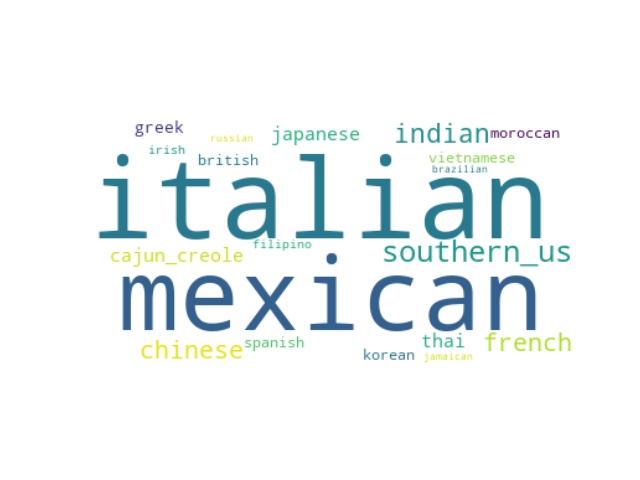 greek russian japanese indian moroccan
irish british vietnamese
brazilian
italian
filipino
cajun_creole southern_us
mexican
chinese spanish korean thai french
jamaican